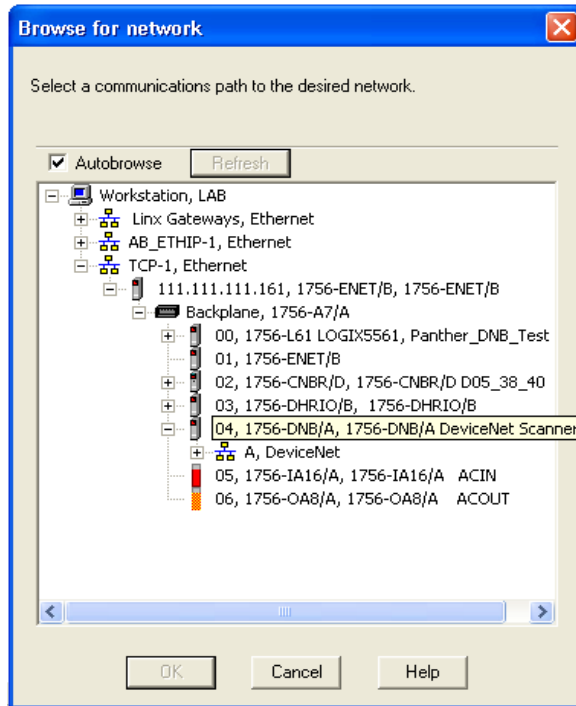 Browse for network
Select a communications path to the desired network.
Autobrowse
Refresh
Workstation, LAB
Linx Gateways, Ethernet
AB_ETHIP-1, Ethernet
TCP-1, Ethernet
111.111.111.161, 1756-ENET/B, 1756-ENET/B
Backplane, 1756-A7/A
00, 1756-L61 LOGIX5561, Panther_DNB_Test
01, 1756-ENET/B
02, 1756-CNBR/D, 1756-CNBR/D D05_38_40
03, 1756-DHRIO/B, 1756-DHRIO/B
04, 1756-DNB/A, 1756-DNB/A DeviceNet Scanner
A, DeviceNet
05, 1756-IA16/A, 1756-IA16/A ACIN
06, 1756-OA8/A, 1756-OA8/A ACOUT
OK
Cancel
Help